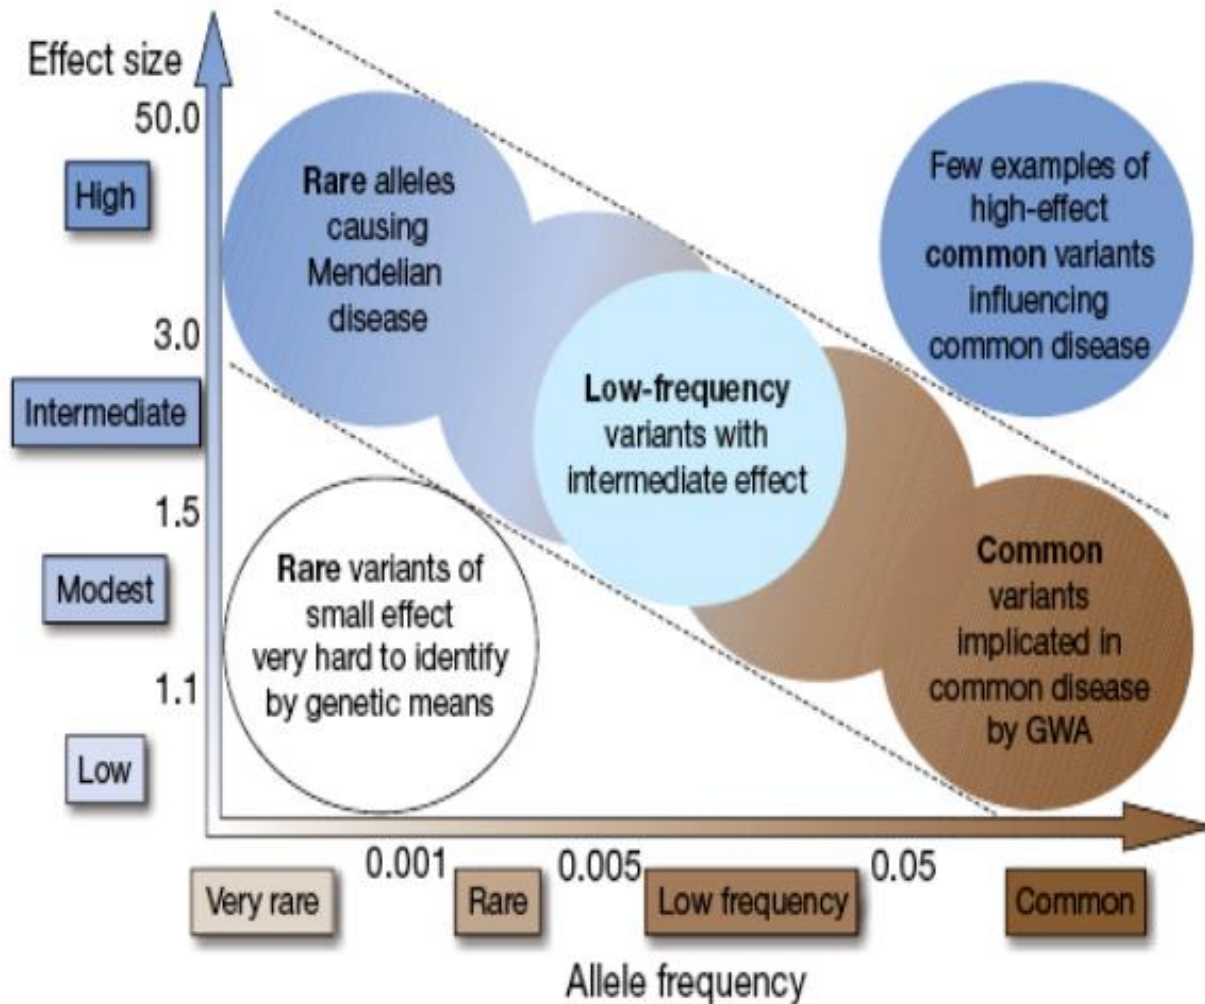 Effect size
50.0
High
3.0
Intermediate
1.5
Modest
1.1
Low
Rare alleles
causing
Mendelian
disease
Few examples of
high-effect
common variants
influencing
common disease
Low-frequency
variants with
intermediate effect
Rare variants of
small effect
very hard to identify
by genetic means
Common
variants
implicated in
common disease
by GWA
0.001
0.005
0.05
Very rare
Rare
Low frequency
Common
Allele frequency